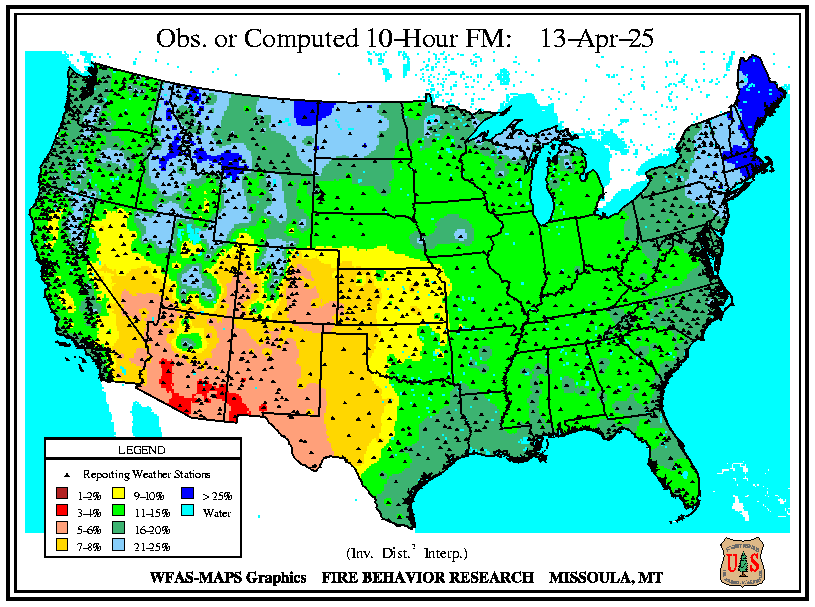 Obs. or Computed 10-Hour FM: 13-Apr-25
LEGEND
Reporting Weather Stations
1-2% 9-10% > 25%
3-4% 11-15% Water
5-6% 16-20%
7-8% 21-25%
(Inv. Dist.² Interp.)
WFAS-MAPS Graphics FIRE BEHAVIOR RESEARCH MISSOULA, MT
U S